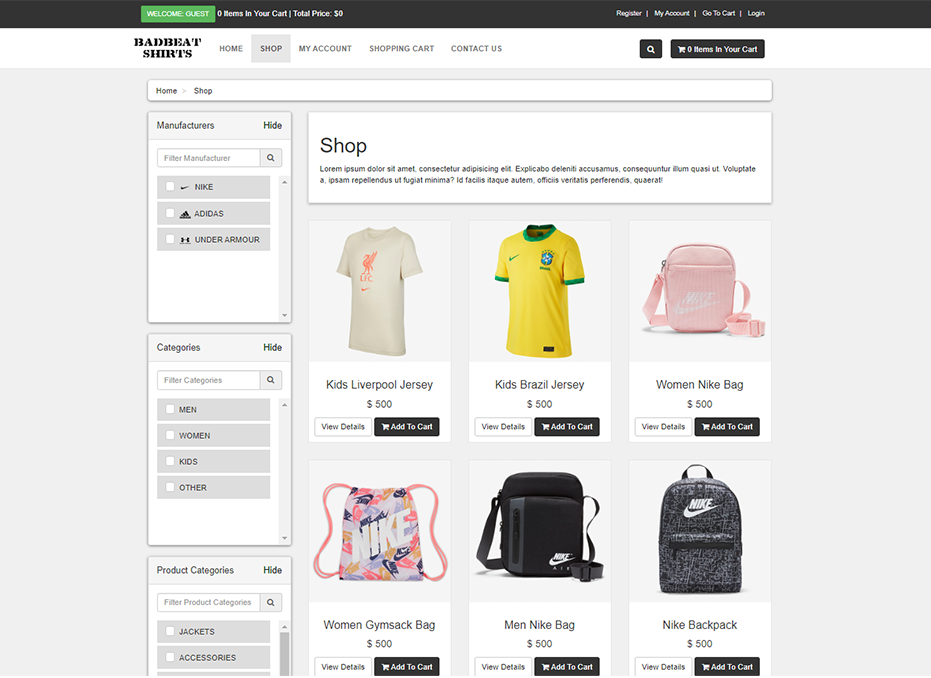 WELCOME: GUEST 0 Items In Your Cart | Total Price: $0
Register | My Account | Go To Cart | Login
BADBEAT
SHIRTS
HOME SHOP MY ACCOUNT SHOPPING CART CONTACT US
0 Items In Your Cart
Home > Shop
Manufacturers Hide
Filter Manufacturer
NIKE
ADIDAS
UNDER ARMOUR
Categories Hide
Filter Categories
MEN
WOMEN
KIDS
OTHER
Product Categories Hide
Filter Product Categories
JACKETS
ACCESSORIES
Shop
Lorem ipsum dolor sit amet, consectetur adipisicing elit. Explicabo deleniti accusamus, consequuntur illum quasi ut. Voluptate
a, ipsam repellendus ut fugiat minima? Id facilis itaque autem, officiis veritatis perferendis, quaerat!
LFC
BRASIL
NIKE
Kids Liverpool Jersey
$ 500
View Details Add To Cart
Kids Brazil Jersey
$ 500
View Details Add To Cart
Women Nike Bag
$ 500
View Details Add To Cart
NIKE
NIKE
AIR
NIKE
Women Gymsack Bag
$ 500
View Details Add To Cart
Men Nike Bag
$ 500
View Details Add To Cart
Nike Backpack
$ 500
View Details Add To Cart